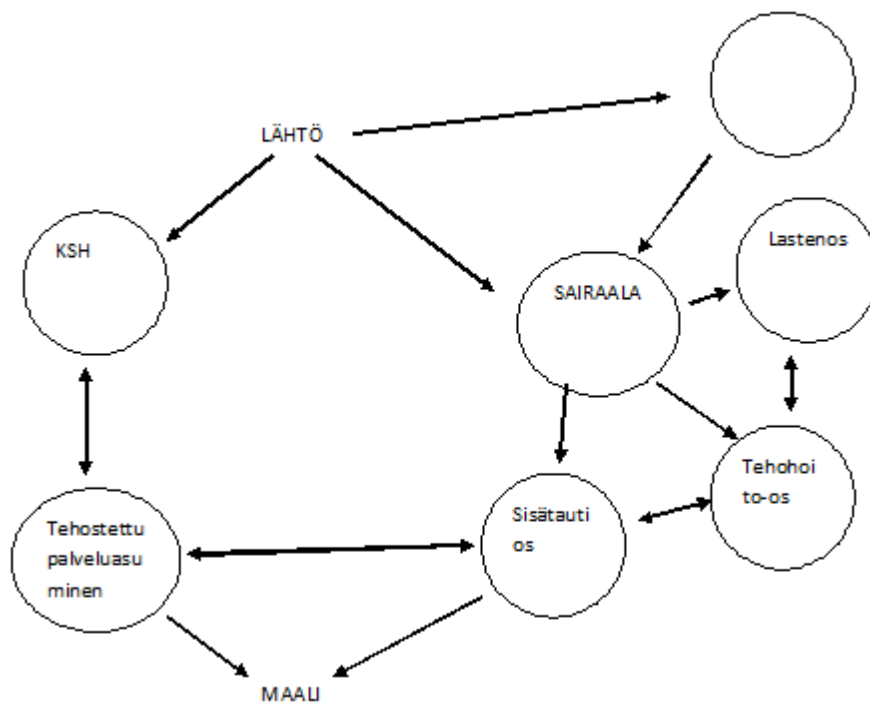 LÄHTÖ
KSH
Lastenos
SAIRAALA
Tehohoi
to-os
Sisätauti
os
Tehostettu
palveluasu
minen
MAALI